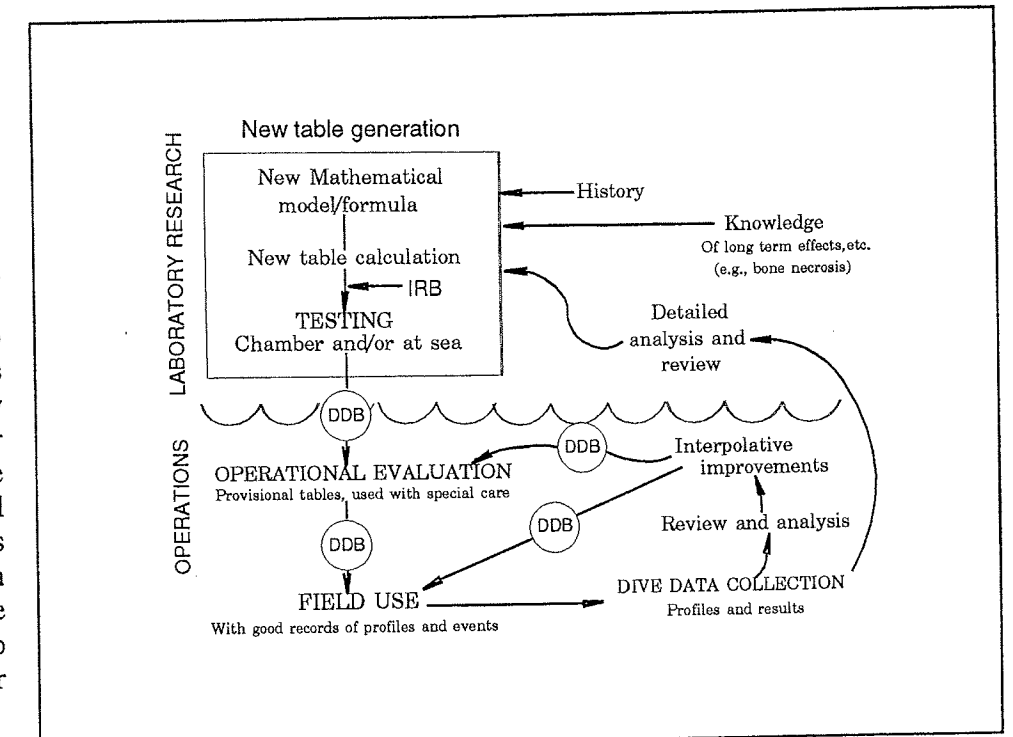 New table generation
LABORATORY RESEARCH
New Mathematical
model/formula
History
Knowledge
Of long term effects, etc.
(e.g., bone necrosis)
New table calculation
IRB
TESTING
Chamber and/or at sea
Detailed
analysis and
review
DDB
OPERATIONS
DDB
Interpolative
improvements
OPERATIONAL EVALUATION
Provisional tables, used with special care
DDB
DDB
Review and analysis
FIELD USE
With good records of profiles and events
DIVE DATA COLLECTION
Profiles and results